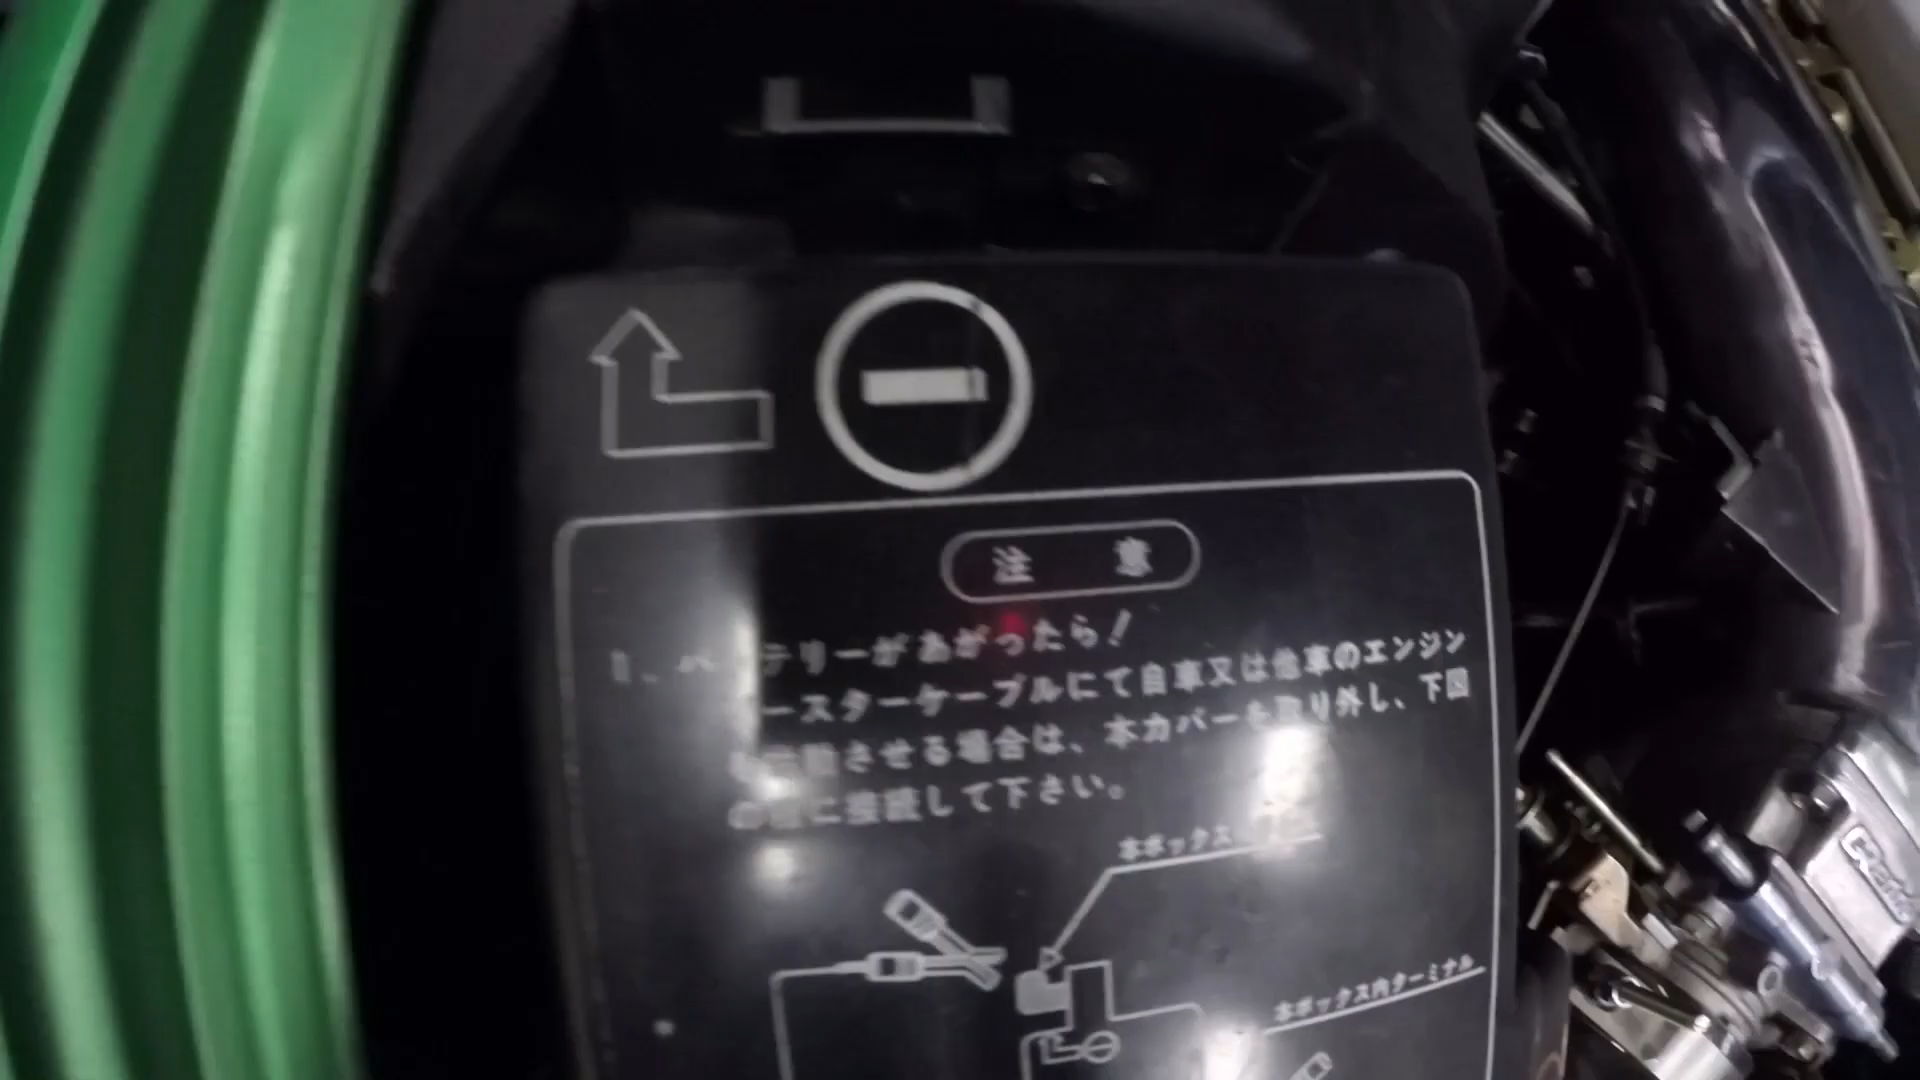 注 意
テリーがあがったら!
ースターケーブルにて自車又は他車のエンジン
させる場合は、本カバーを取り外し、下図
に接続して下さい。
本ボックス
本ボックス内ターミナル